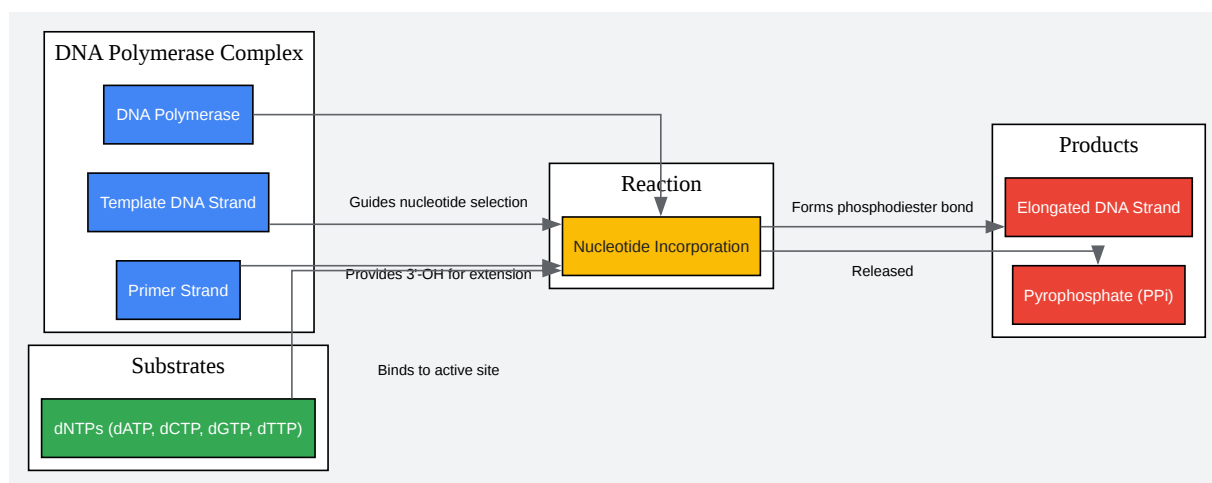 DNA Polymerase Complex
DNA Polymerase
Template DNA Strand
Primer Strand
Substrates
dNTPs (dATP, dCTP, dGTP, dTTP)
Guides nucleotide selection
Provides 3'-OH for extension
Binds to active site
Reaction
Nucleotide Incorporation
Forms phosphodiester bond
Released
Products
Elongated DNA Strand
Pyrophosphate (PPi)